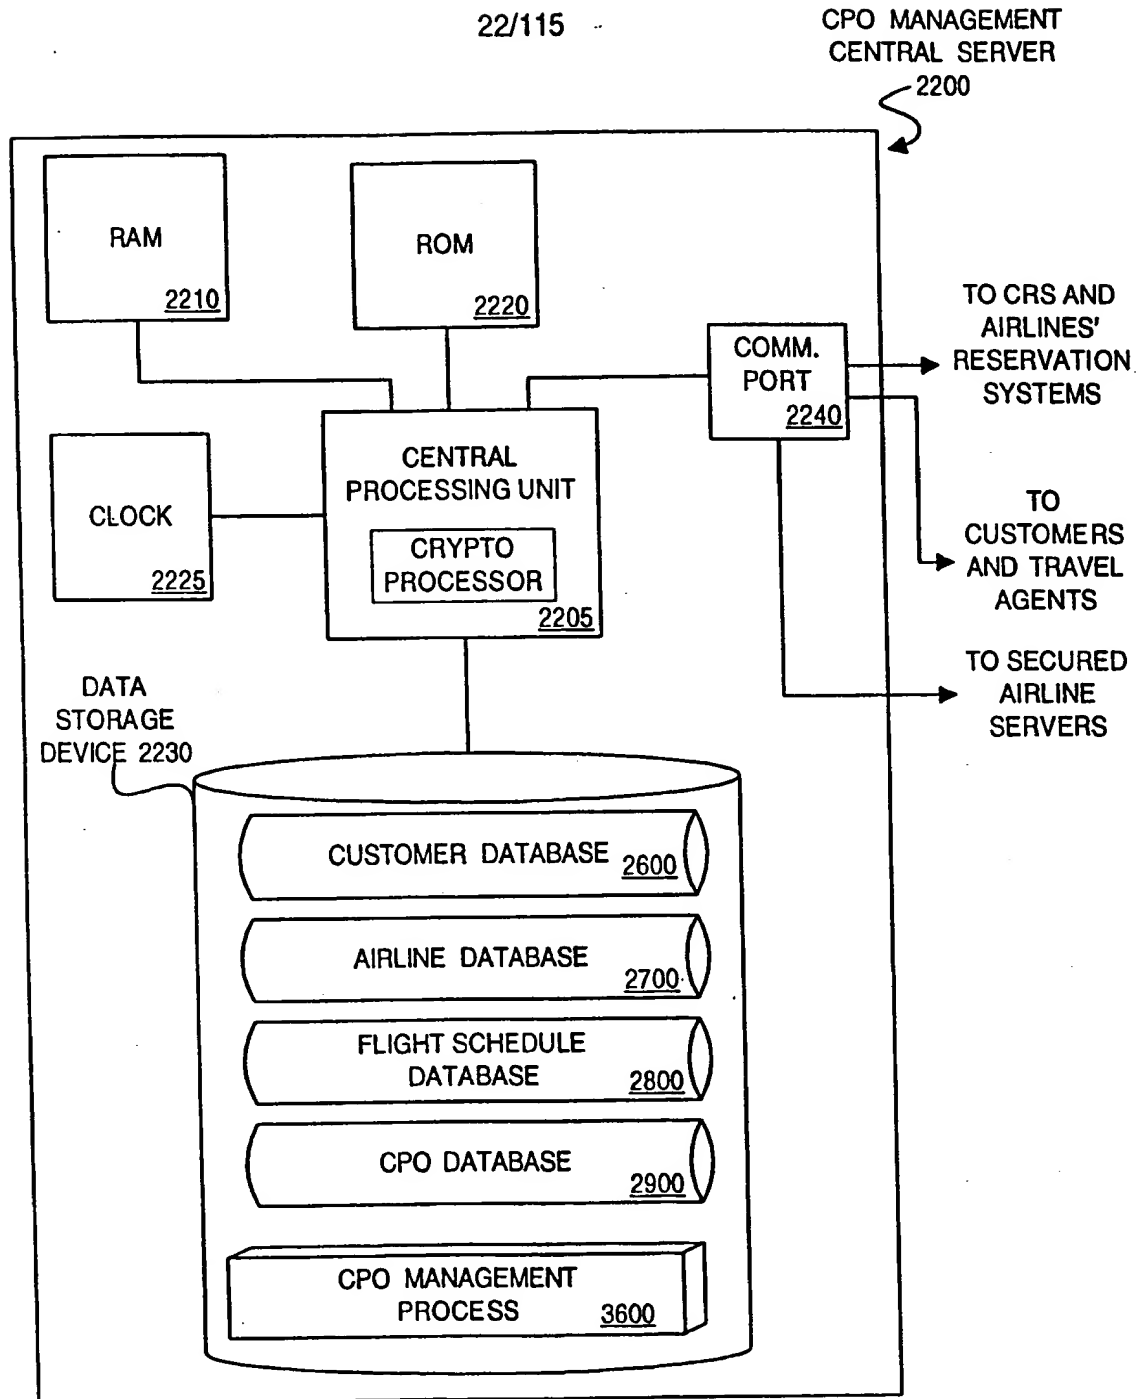 22/115
CPO MANAGEMENT
CENTRAL SERVER
2200
RAM
2210
ROM
2220
COMM.
PORT
2240
TO CRS AND
AIRLINES'
RESERVATION
SYSTEMS
CLOCK
2225
CENTRAL
PROCESSING UNIT
CRYPTO
PROCESSOR
2205
TO
CUSTOMERS
AND TRAVEL
AGENTS
TO SECURED
AIRLINE
SERVERS
DATA
STORAGE
DEVICE 2230
CUSTOMER DATABASE
2600
AIRLINE DATABASE
2700
FLIGHT SCHEDULE
DATABASE
2800
CPO DATABASE
2900
CPO MANAGEMENT
PROCESS
3600